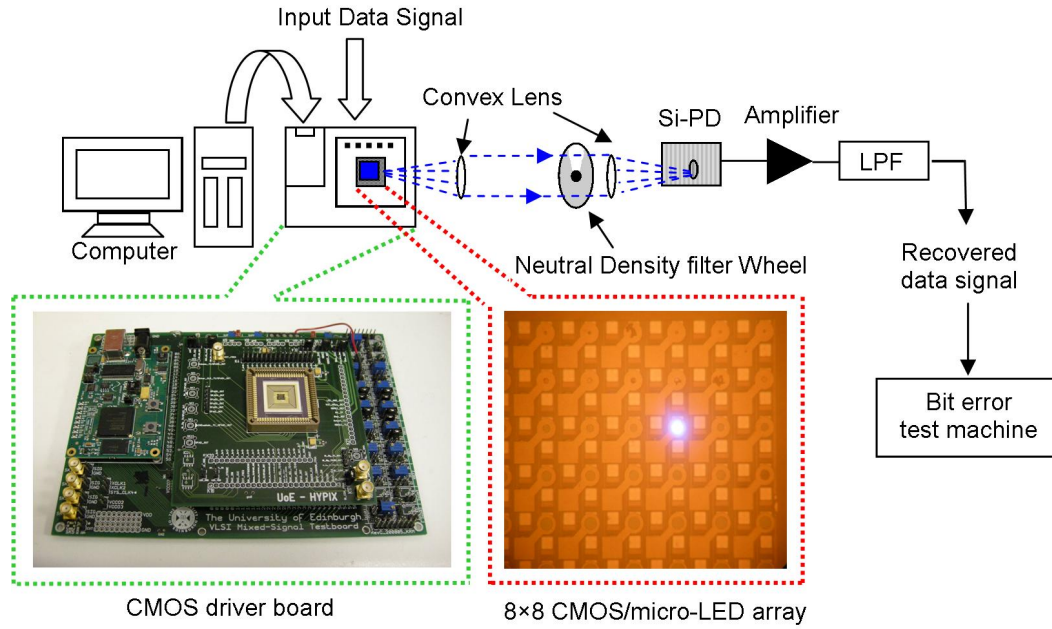 Input Data Signal
Convex Lens
Si-PD
Amplifier
LPF
Computer
Neutral Density filter Wheel
Recovered
data signal
Bit error
test machine
UoE - HYPIX
The University of Edinburgh
VLSI Mixed-Signal Testboard
CMOS driver board
8×8 CMOS/micro-LED array